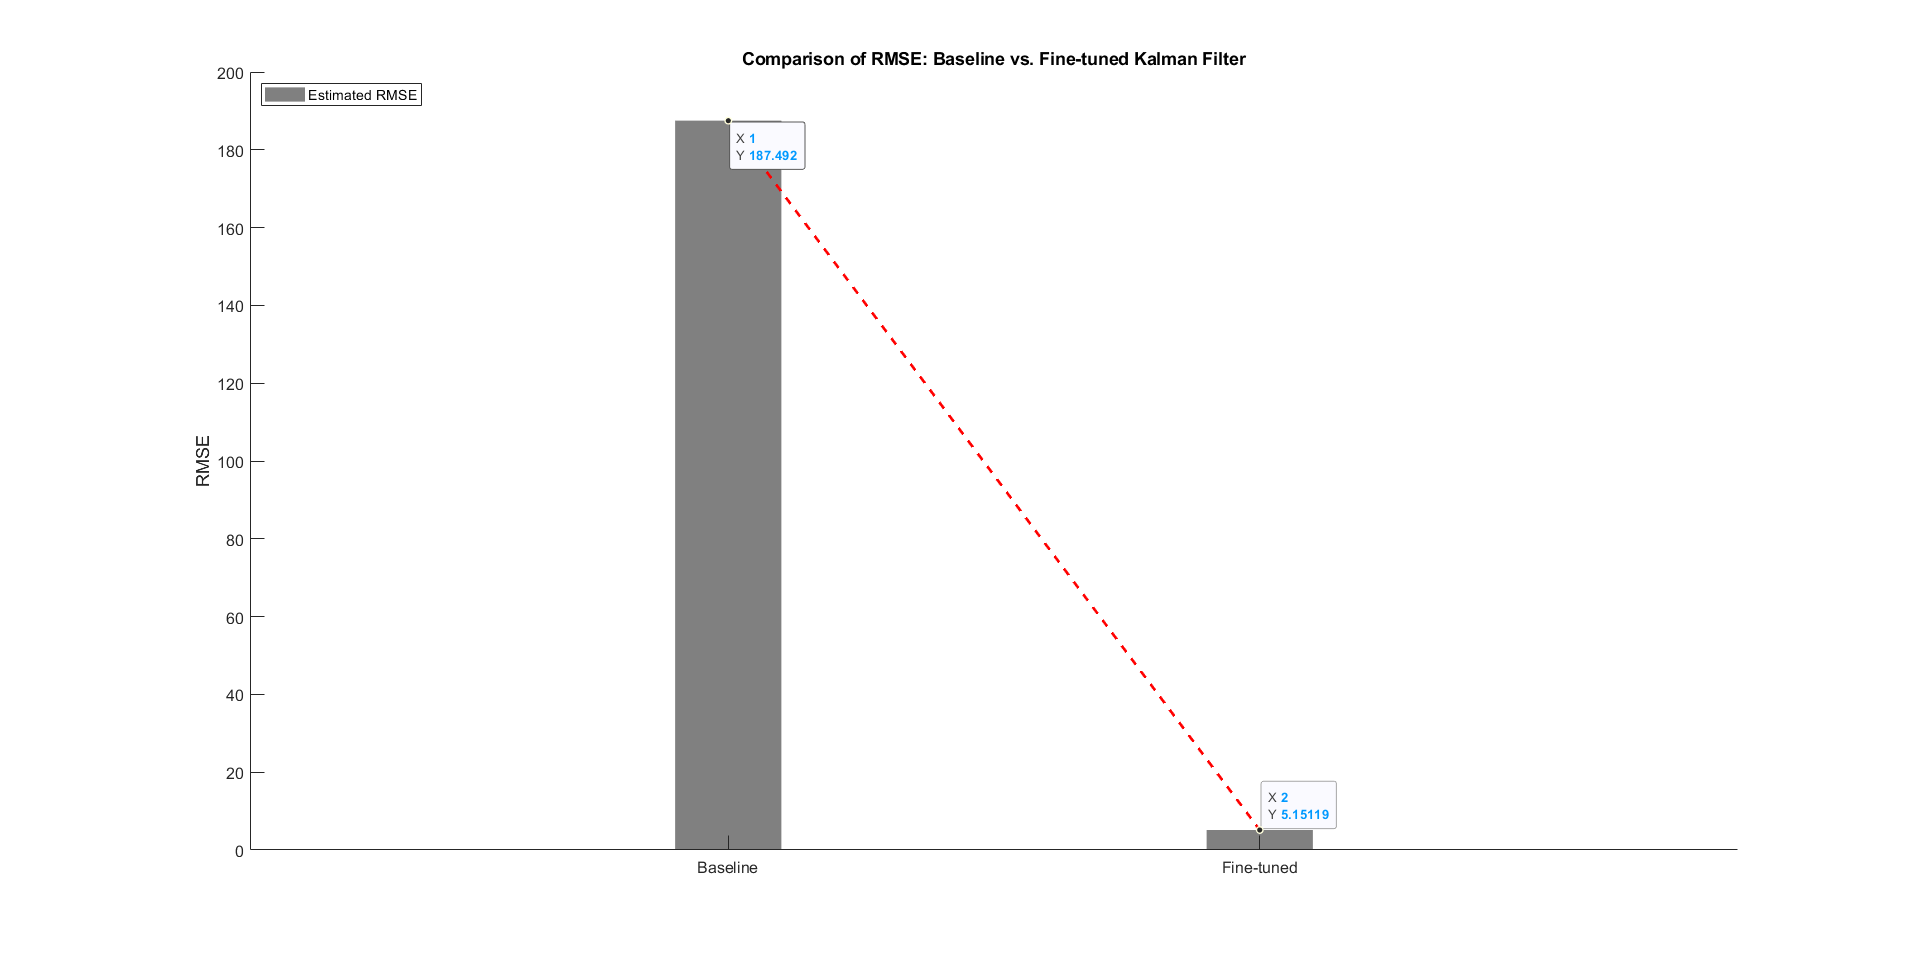 Comparison of RMSE: Baseline vs. Fine-tuned Kalman Filter
Estimated RMSE
RMSE
200
180
160
140
120
100
80
60
40
20
0
X 1
Y 187.492
X 2
Y 5.15119
Baseline
Fine-tuned